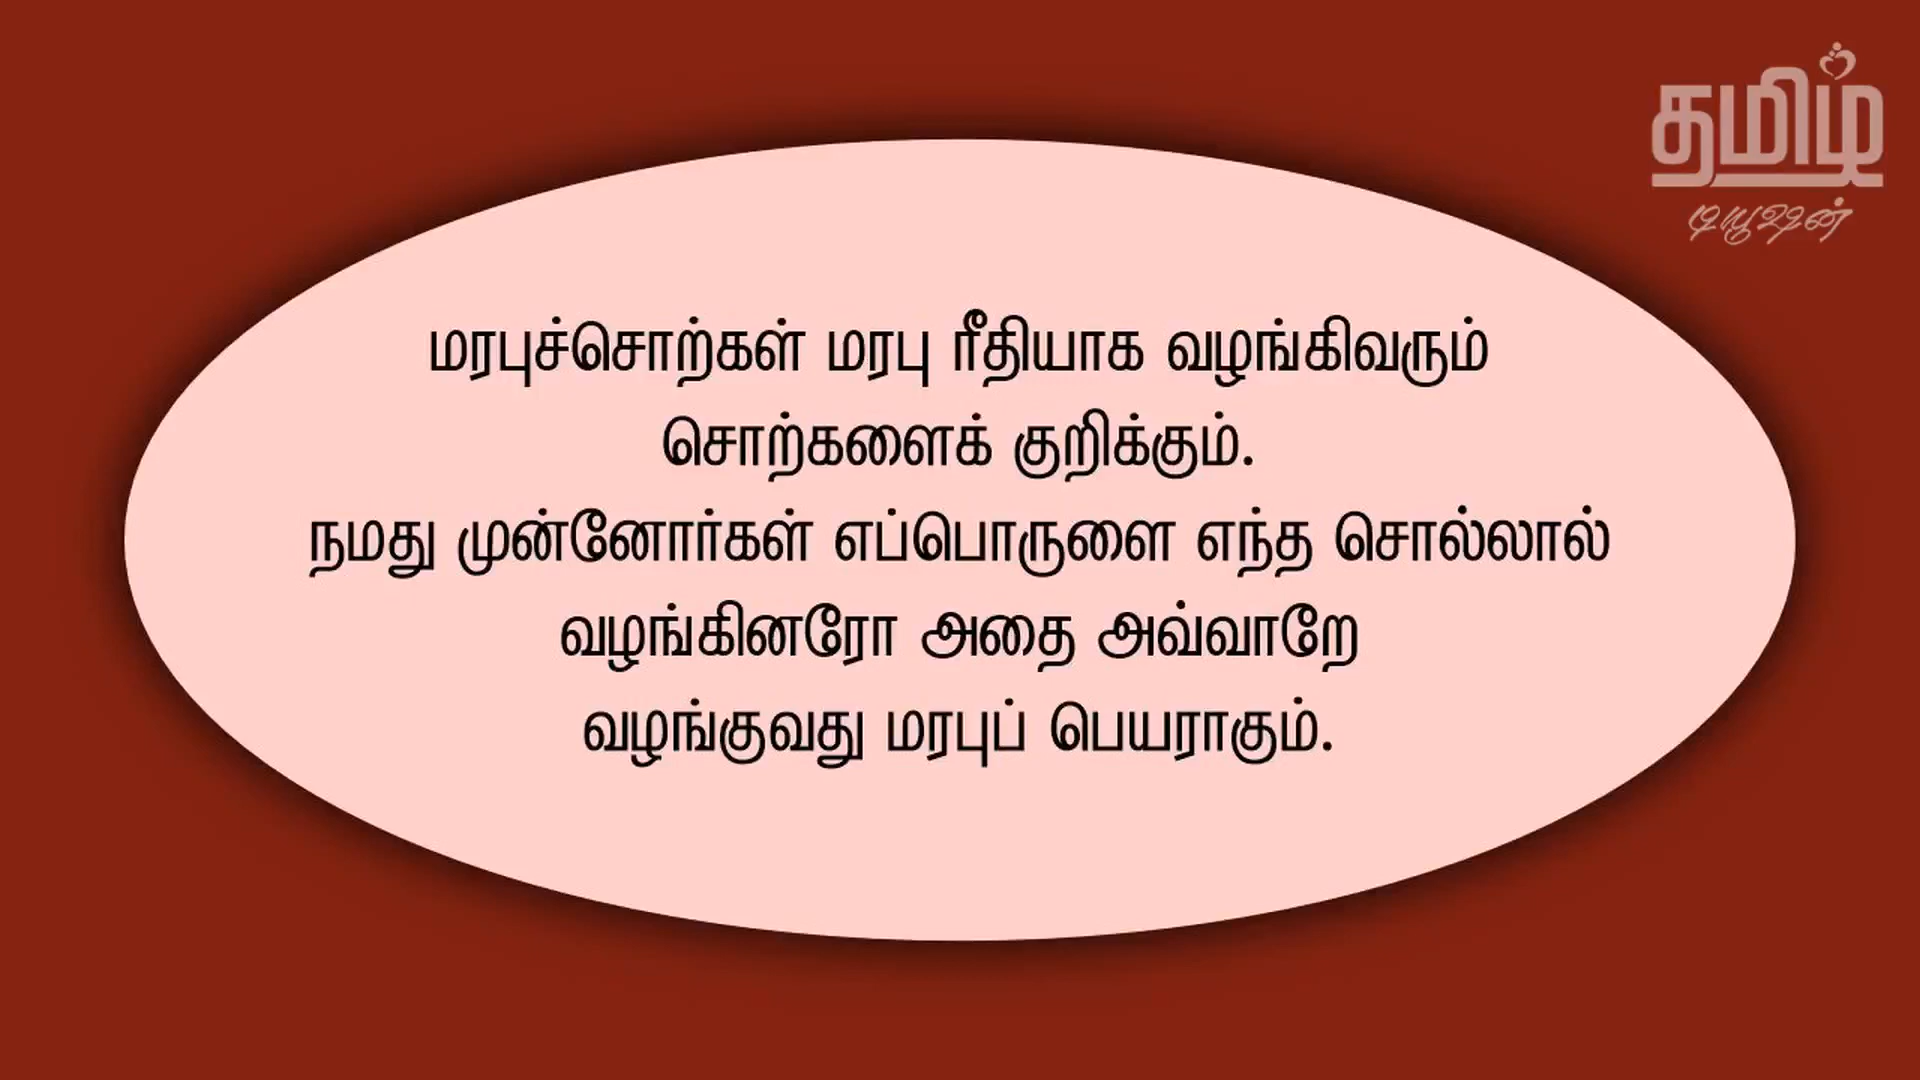 தமிழ்
டியூஷன்
மரபுச்சொற்கள் மரபு ரீதியாக வழங்கிவரும்
சொற்களைக் குறிக்கும்.
நமது முன்னோர்கள் எப்பொருளை எந்த சொல்லால்
வழங்கினரோ அதை அவ்வாறே
வழங்குவது மரபுப் பெயராகும்.